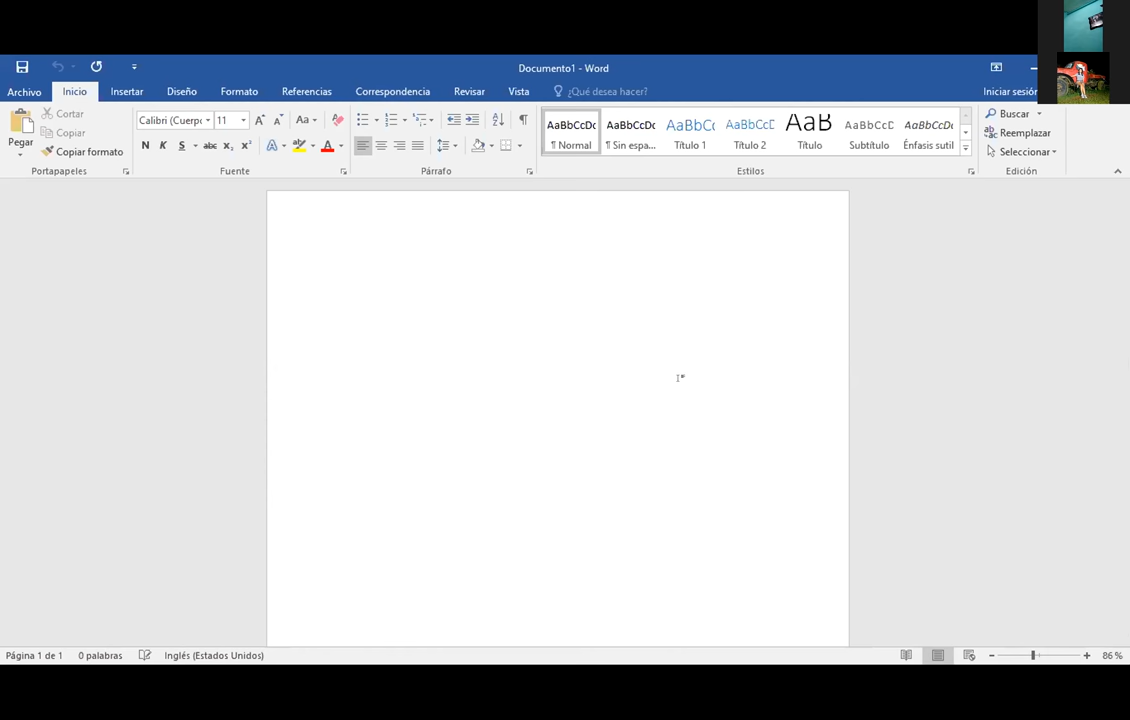 Documento1 - Word
Archivo Inicio Insertar Diseño Formato Referencias Correspondencia Revisar Vista ¿Qué desea hacer? Iniciar sesión
Pegar
Cortar
Copiar
Copiar formato
Portapapeles
Calibri (Cuerpo 11 Aa
N K S abc x₂ x² A A
Fuente
Párrafo
AaBbCcDc AaBbCcDc AaBbCc AaBbCcD AaB AaBbCcD AaBbCcDc
¶ Normal ¶ Sin espa... Título 1 Título 2 Título Subtítulo Énfasis sutil
Estilos
Buscar
Reemplazar
Seleccionar
Edición
Página 1 de 1 0 palabras Inglés (Estados Unidos) 86 %